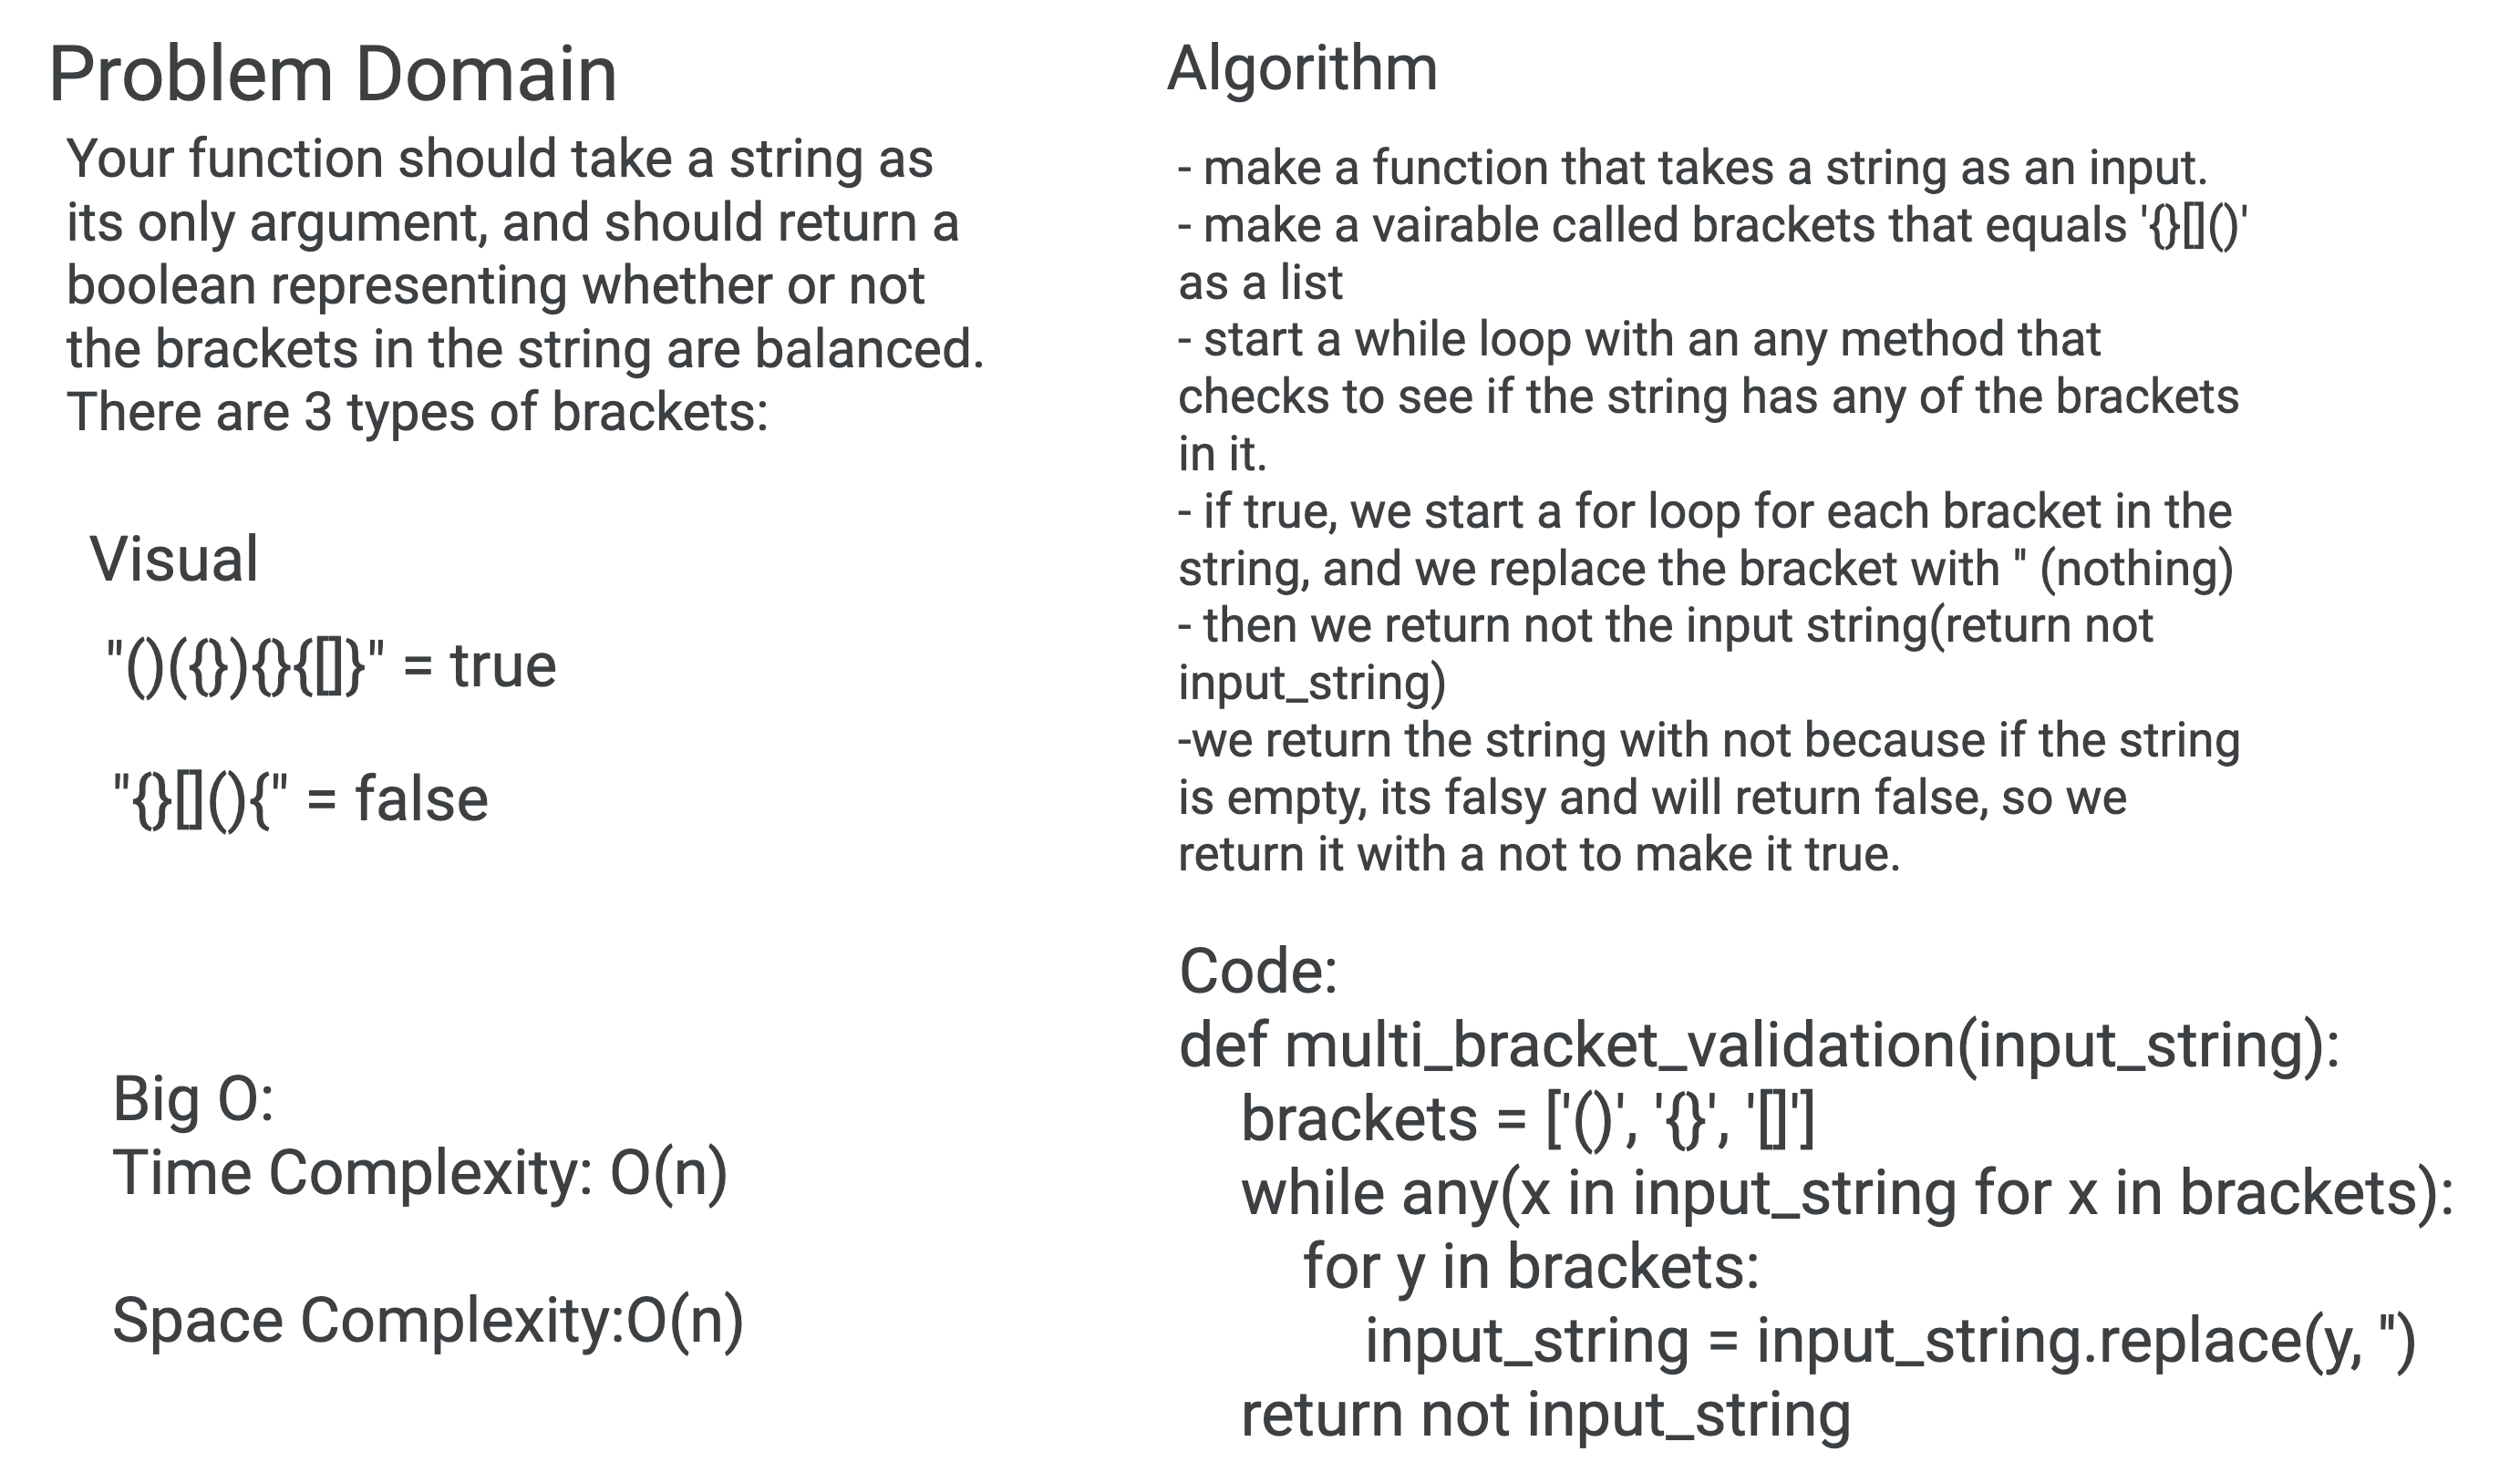 Problem Domain
Your function should take a string as
its only argument, and should return a
boolean representing whether or not
the brackets in the string are balanced.
There are 3 types of brackets:
Visual
"()({}){}{[]}" = true
"{}[](){" = false
Big O:
Time Complexity: O(n)
Space Complexity:O(n)
Algorithm
- make a function that takes a string as an input.
- make a vairable called brackets that equals '{}[]()'
as a list
- start a while loop with an any method that
checks to see if the string has any of the brackets
in it.
- if true, we start a for loop for each bracket in the
string, and we replace the bracket with '' (nothing)
- then we return not the input string(return not
input_string)
-we return the string with not because if the string
is empty, its falsy and will return false, so we
return it with a not to make it true.
Code:
def multi_bracket_validation(input_string):
brackets = ['()', '{}', '[]']
while any(x in input_string for x in brackets):
for y in brackets:
input_string = input_string.replace(y, '')
return not input_string